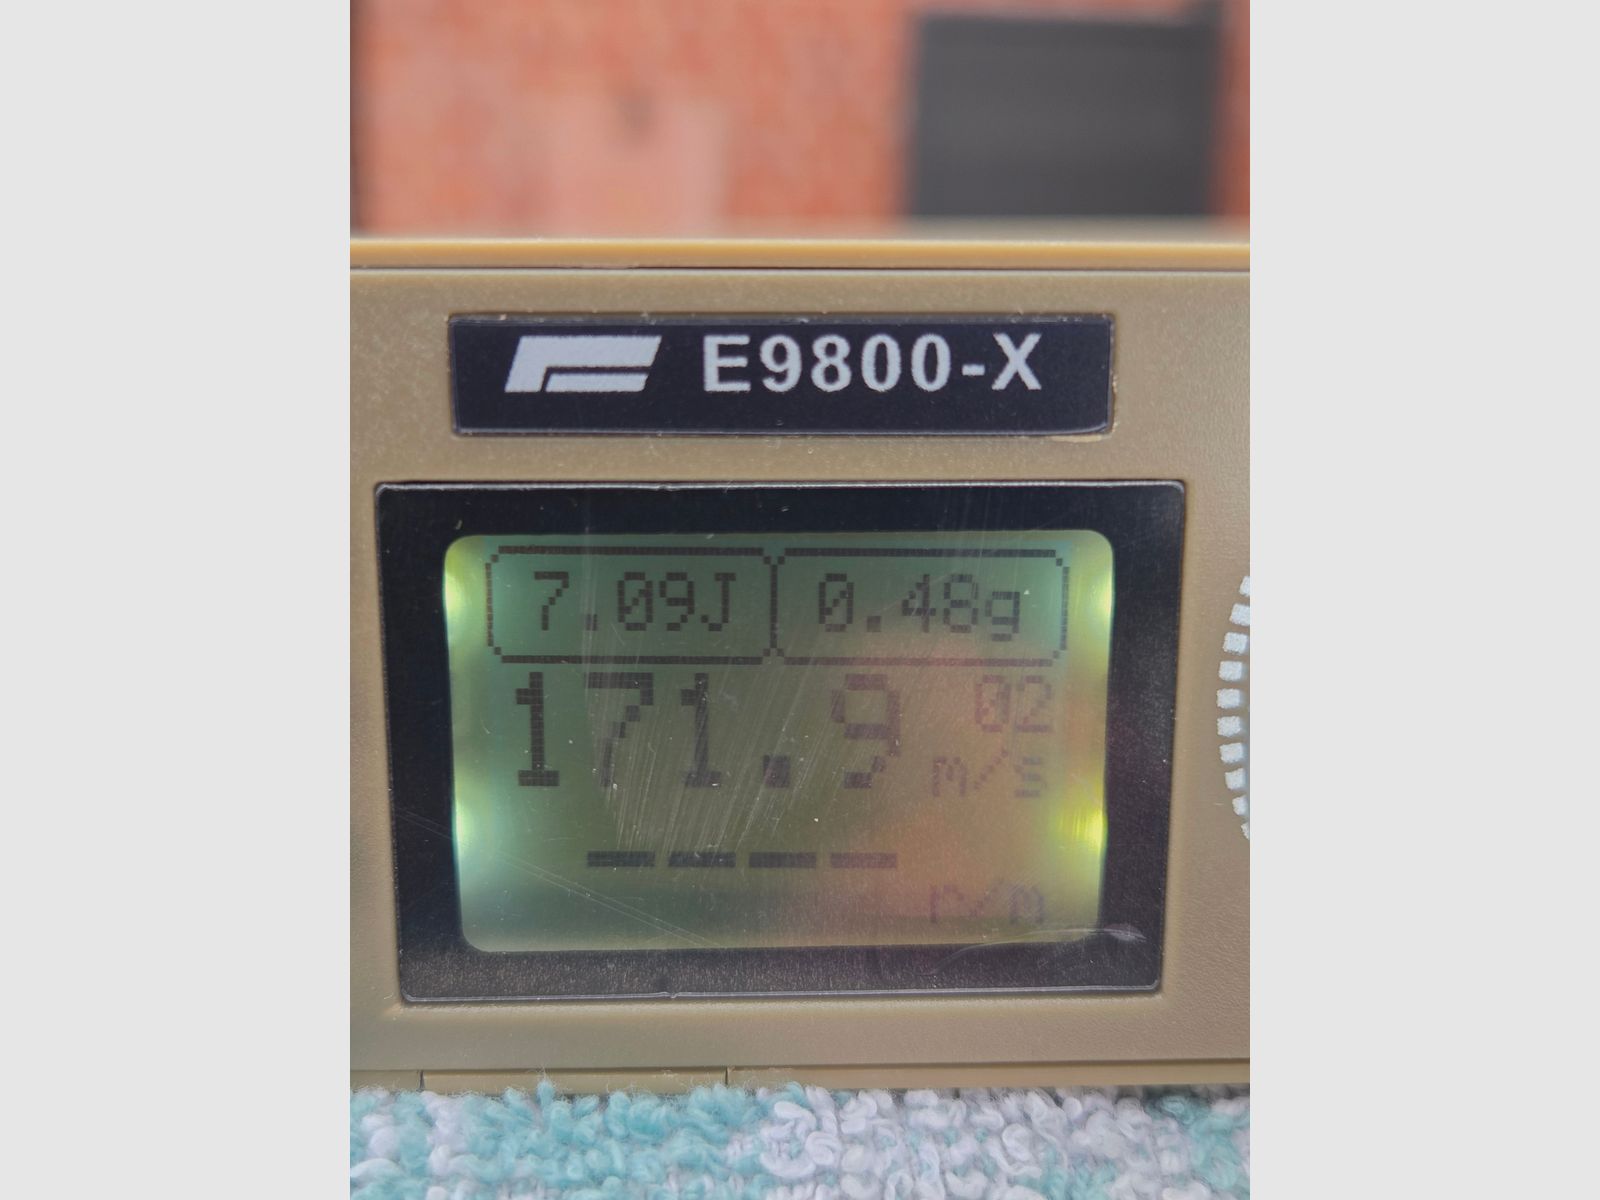 E9800-X
7.09J 0.48g
171.9 02 m/s
---- r/m